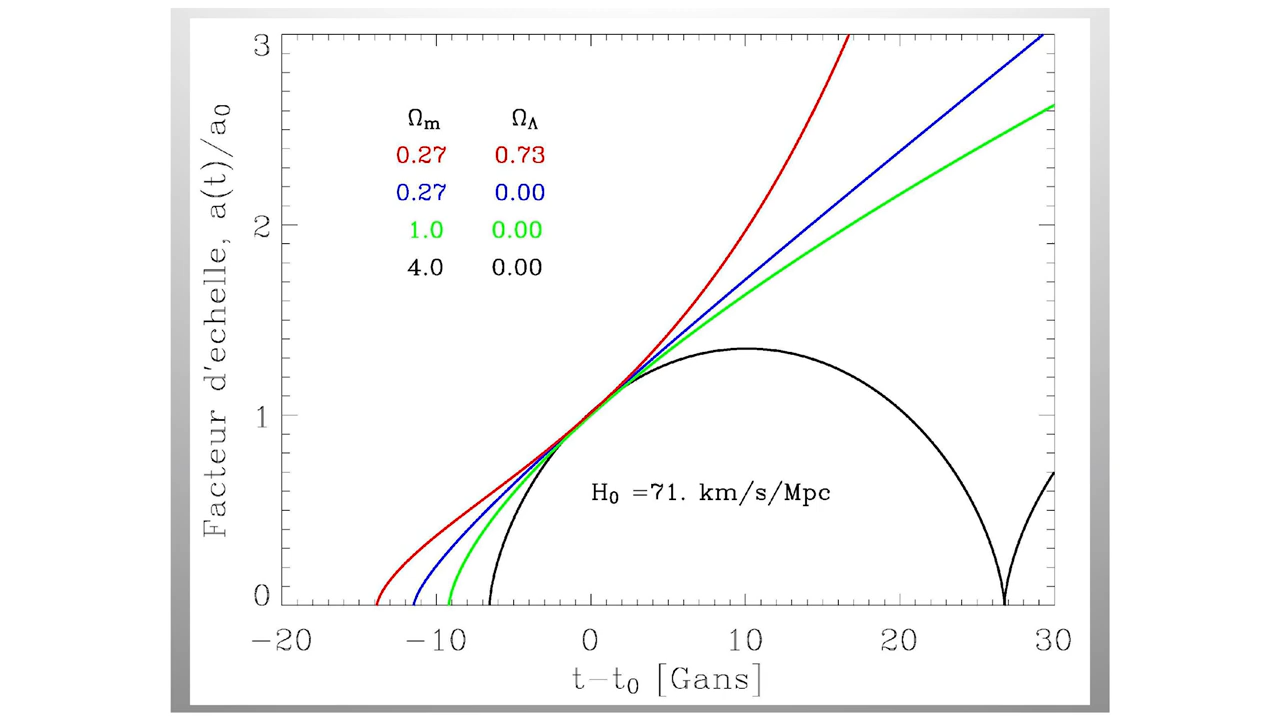 3
2
1
0
Facteur d'echelle, a(t)/a₀
Ωₘ Ω_Λ
0.27 0.73
0.27 0.00
1.0 0.00
4.0 0.00
H₀ =71. km/s/Mpc
−20 −10 0 10 20 30
t−t₀ [Gans]